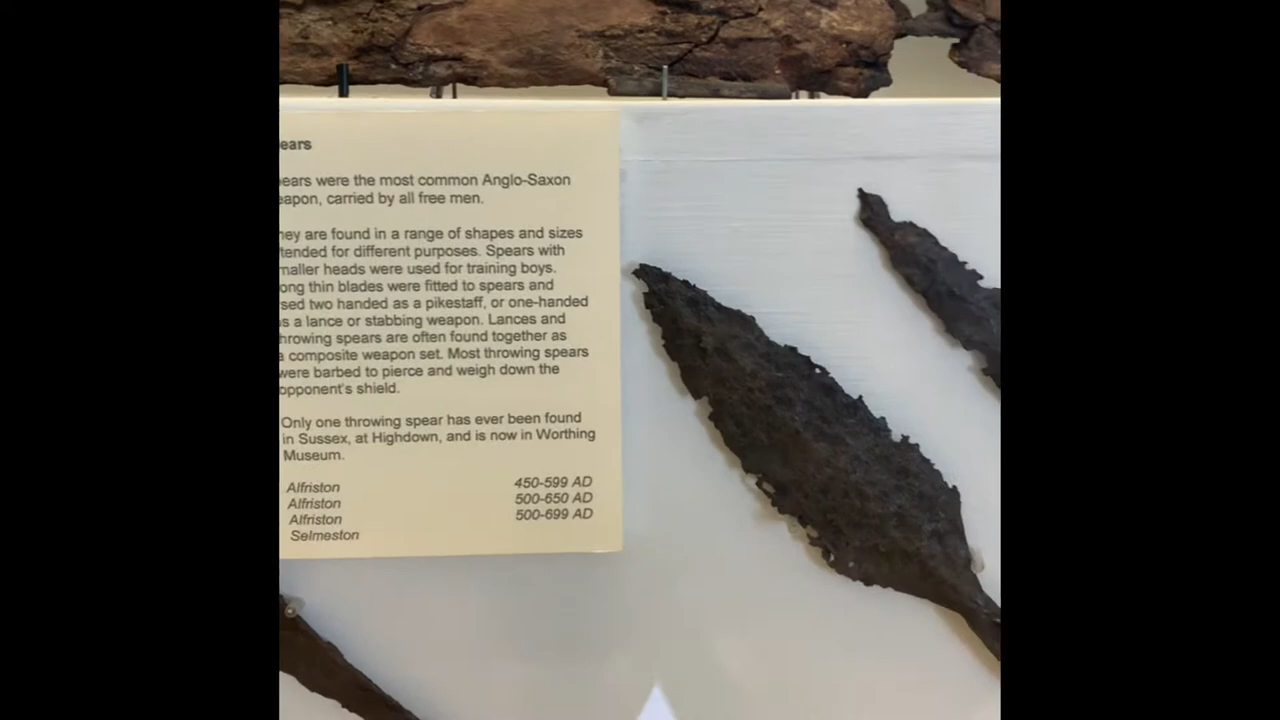 ears
ears were the most common Anglo-Saxon
eapon, carried by all free men.
hey are found in a range of shapes and sizes
tended for different purposes. Spears with
maller heads were used for training boys.
ong thin blades were fitted to spears and
sed two handed as a pikestaff, or one-handed
s a lance or stabbing weapon. Lances and
hrowing spears are often found together as
a composite weapon set. Most throwing spears
were barbed to pierce and weigh down the
opponent's shield.
Only one throwing spear has ever been found
in Sussex, at Highdown, and is now in Worthing
Museum.
Alfriston 450-599 AD
Alfriston 500-650 AD
Alfriston 500-699 AD
Selmeston